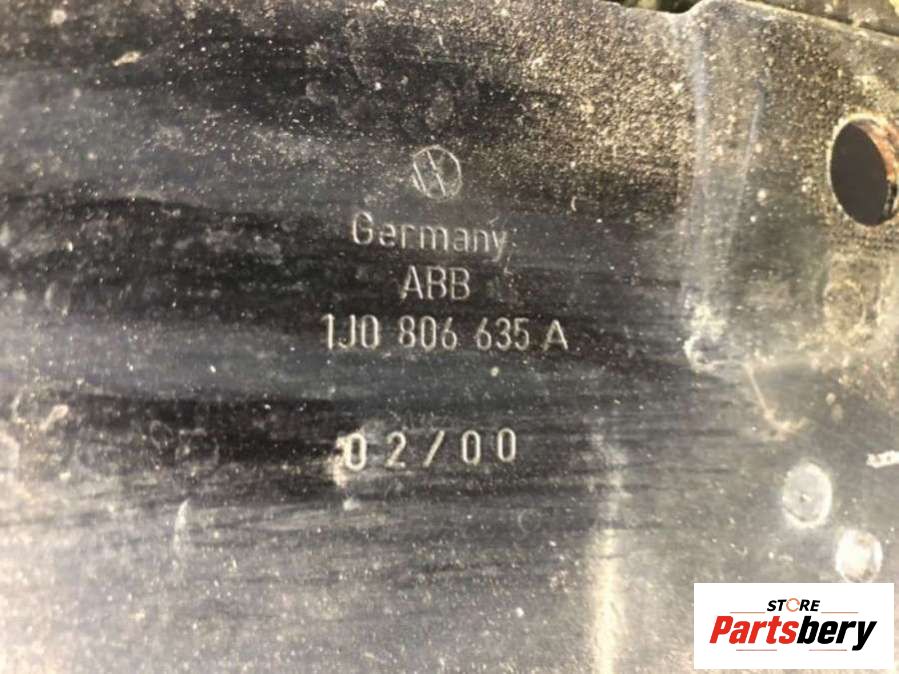 Germany
ABB
1J0 806 635 A
02/00
STORE
Partsbery